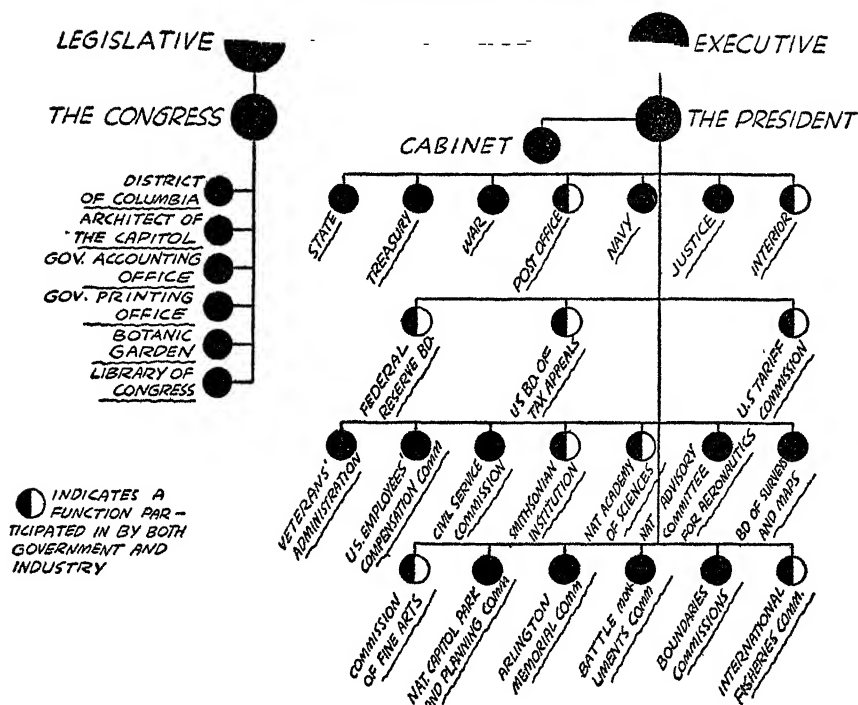 LEGISLATIVE
EXECUTIVE
THE CONGRESS
THE PRESIDENT
CABINET
DISTRICT
OF COLUMBIA
ARCHITECT OF
THE CAPITOL
GOV. ACCOUNTING
OFFICE
GOV. PRINTING
OFFICE
BOTANIC
GARDEN
LIBRARY OF
CONGRESS
STATE
TREASURY
WAR
POST OFFICE
NAVY
JUSTICE
INTERIOR
FEDERAL
RESERVE BD.
US BD. OF
TAX APPEALS
U.S TARIFF
COMMISSION
VETERANS'
ADMINISTRATION
U.S. EMPLOYEES'
COMPENSATION COMM
CIVIL SERVICE
COMMISSION
SMITHSONIAN
INSTITUTION
NAT ACADEMY
OF SCIENCES
NAT ADVISORY
COMMITTEE
FOR AERONAUTICS
BD OF SURVEYS
AND MAPS
INDICATES A
FUNCTION PAR-
TICIPATED IN BY BOTH
GOVERNMENT AND
INDUSTRY
COMMISSION
OF FINE ARTS
NAT. CAPITOL PARK
AND PLANNING COMM
ARLINGTON
MEMORIAL COMM
BATTLE MON-
UMENTS COMM
BOUNDARIES
COMMISSIONS
INTERNATIONAL
FISHERIES COMM.